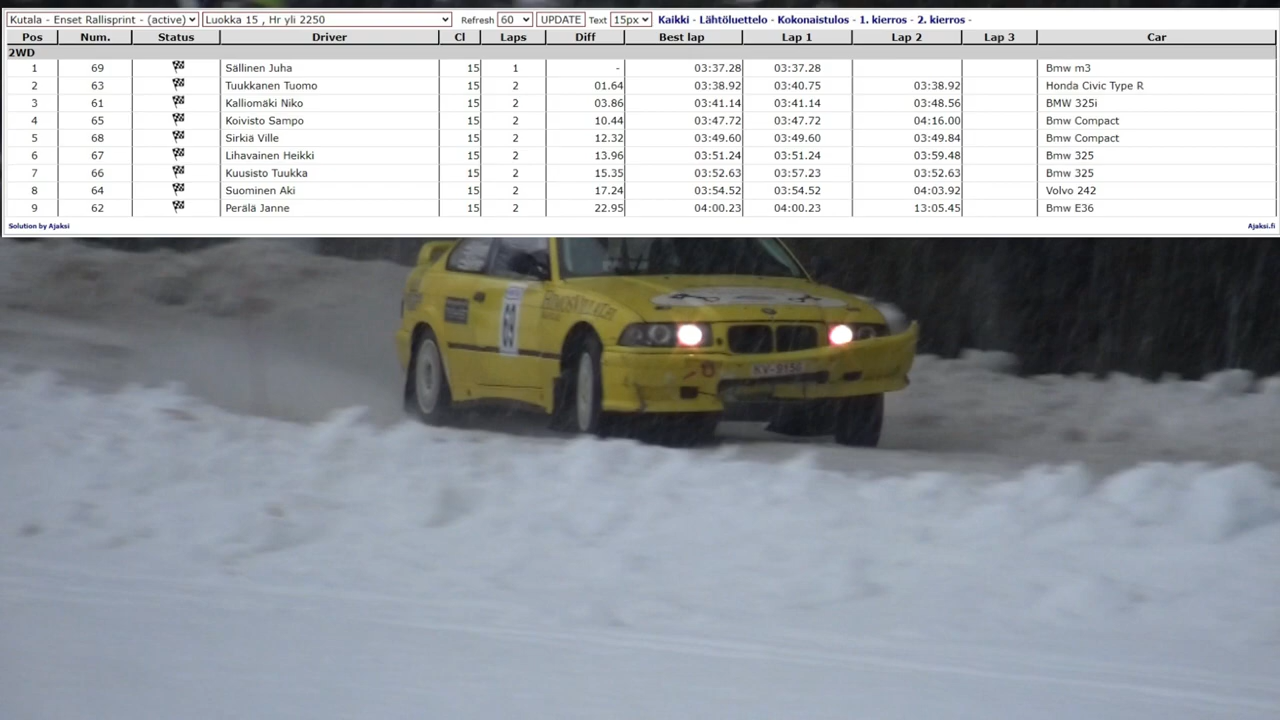 Kutala - Enset Rallisprint - (active) Luokka 15 , Hr yli 2250 Refresh 60 UPDATE Text 15px Kaikki - Lähtöluettelo - Kokonaistulos - 1. kierros - 2. kierros -
Pos Num. Status Driver Cl Laps Diff Best lap Lap 1 Lap 2 Lap 3 Car
2WD
1 69 Sällinen Juha 15 1 - 03:37.28 03:37.28 Bmw m3
2 63 Tuukkanen Tuomo 15 2 01.64 03:38.92 03:40.75 03:38.92 Honda Civic Type R
3 61 Kalliomäki Niko 15 2 03.86 03:41.14 03:41.14 03:48.56 BMW 325i
4 65 Koivisto Sampo 15 2 10.44 03:47.72 03:47.72 04:16.00 Bmw Compact
5 68 Sirkiä Ville 15 2 12.32 03:49.60 03:49.60 03:49.84 Bmw Compact
6 67 Lihavainen Heikki 15 2 13.96 03:51.24 03:51.24 03:59.48 Bmw 325
7 66 Kuusisto Tuukka 15 2 15.35 03:52.63 03:57.23 03:52.63 Bmw 325
8 64 Suominen Aki 15 2 17.24 03:54.52 03:54.52 04:03.92 Volvo 242
9 62 Perälä Janne 15 2 22.95 04:00.23 04:00.23 13:05.45 Bmw E36
Solution by Ajaksi Ajaksi.fi
69